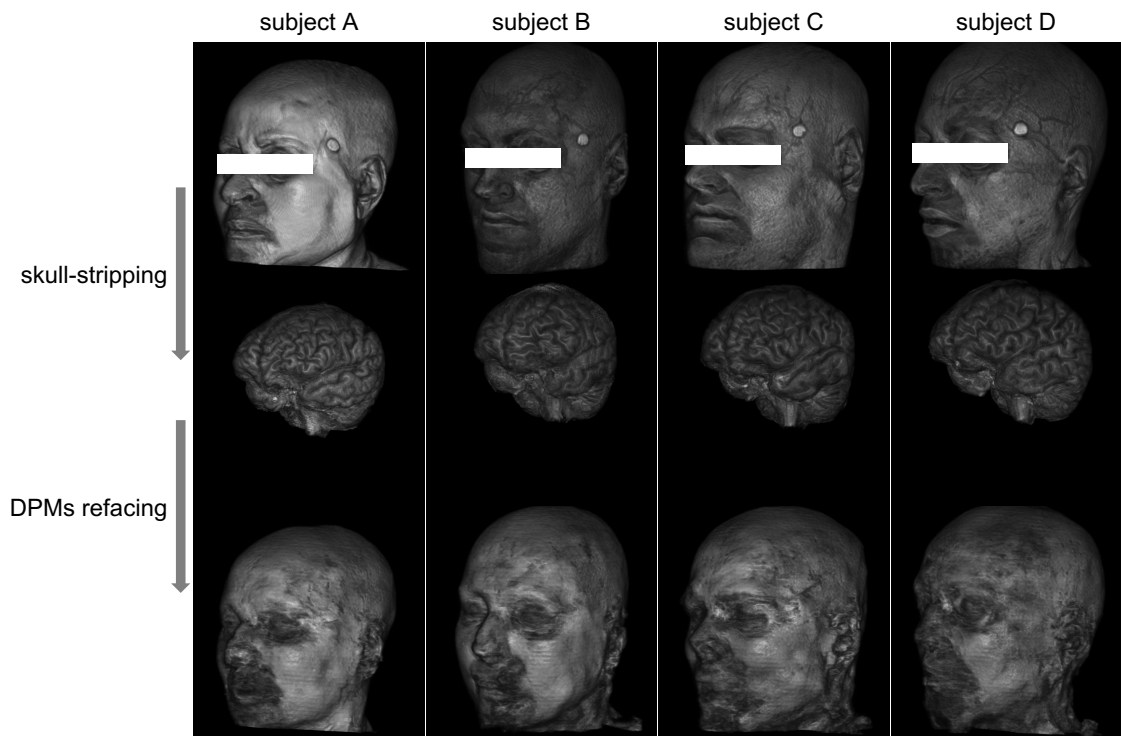 subject A
subject B
subject C
subject D
skull-stripping
DPMs refacing